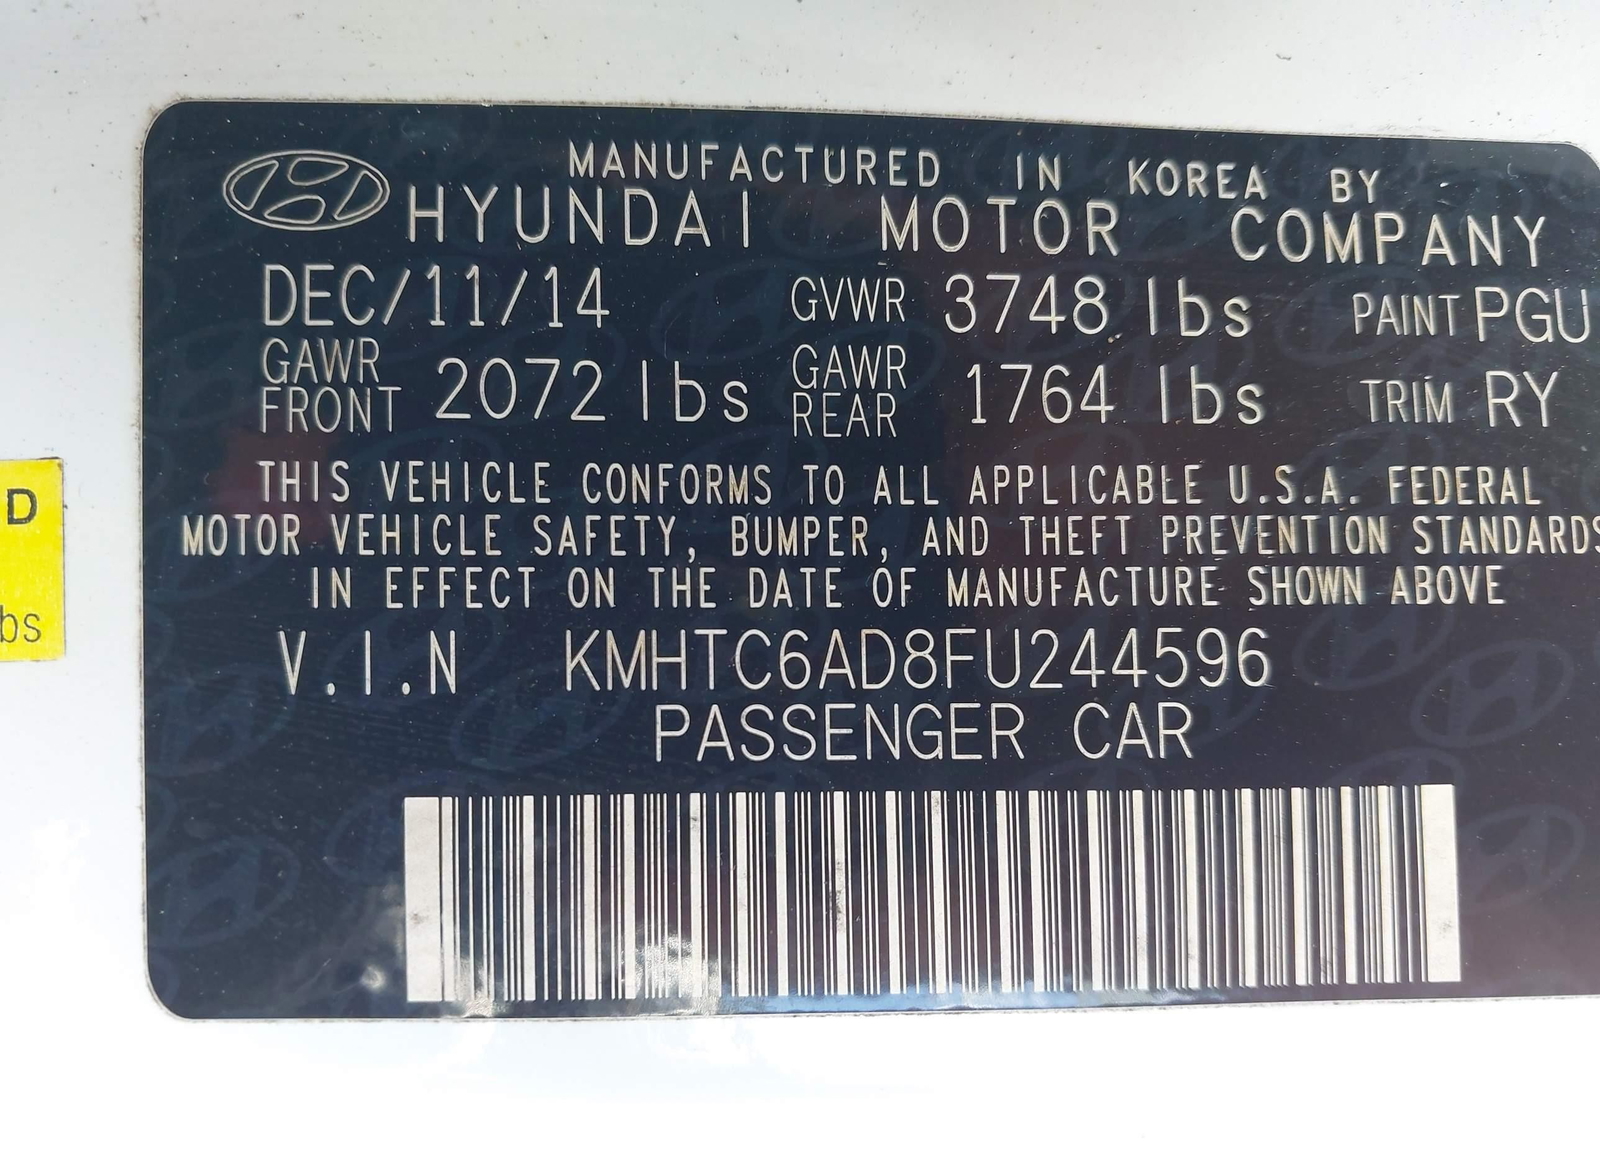 MANUFACTURED IN KOREA BY
HYUNDAI MOTOR COMPANY
DEC/11/14 GVWR 3748 lbs PAINT PGU
GAWR FRONT 2072 lbs GAWR REAR 1764 lbs TRIM RY
THIS VEHICLE CONFORMS TO ALL APPLICABLE U.S.A. FEDERAL
MOTOR VEHICLE SAFETY, BUMPER, AND THEFT PREVENTION STANDARDS
IN EFFECT ON THE DATE OF MANUFACTURE SHOWN ABOVE
V.I.N KMHTC6AD8FU244596
PASSENGER CAR
D
bs